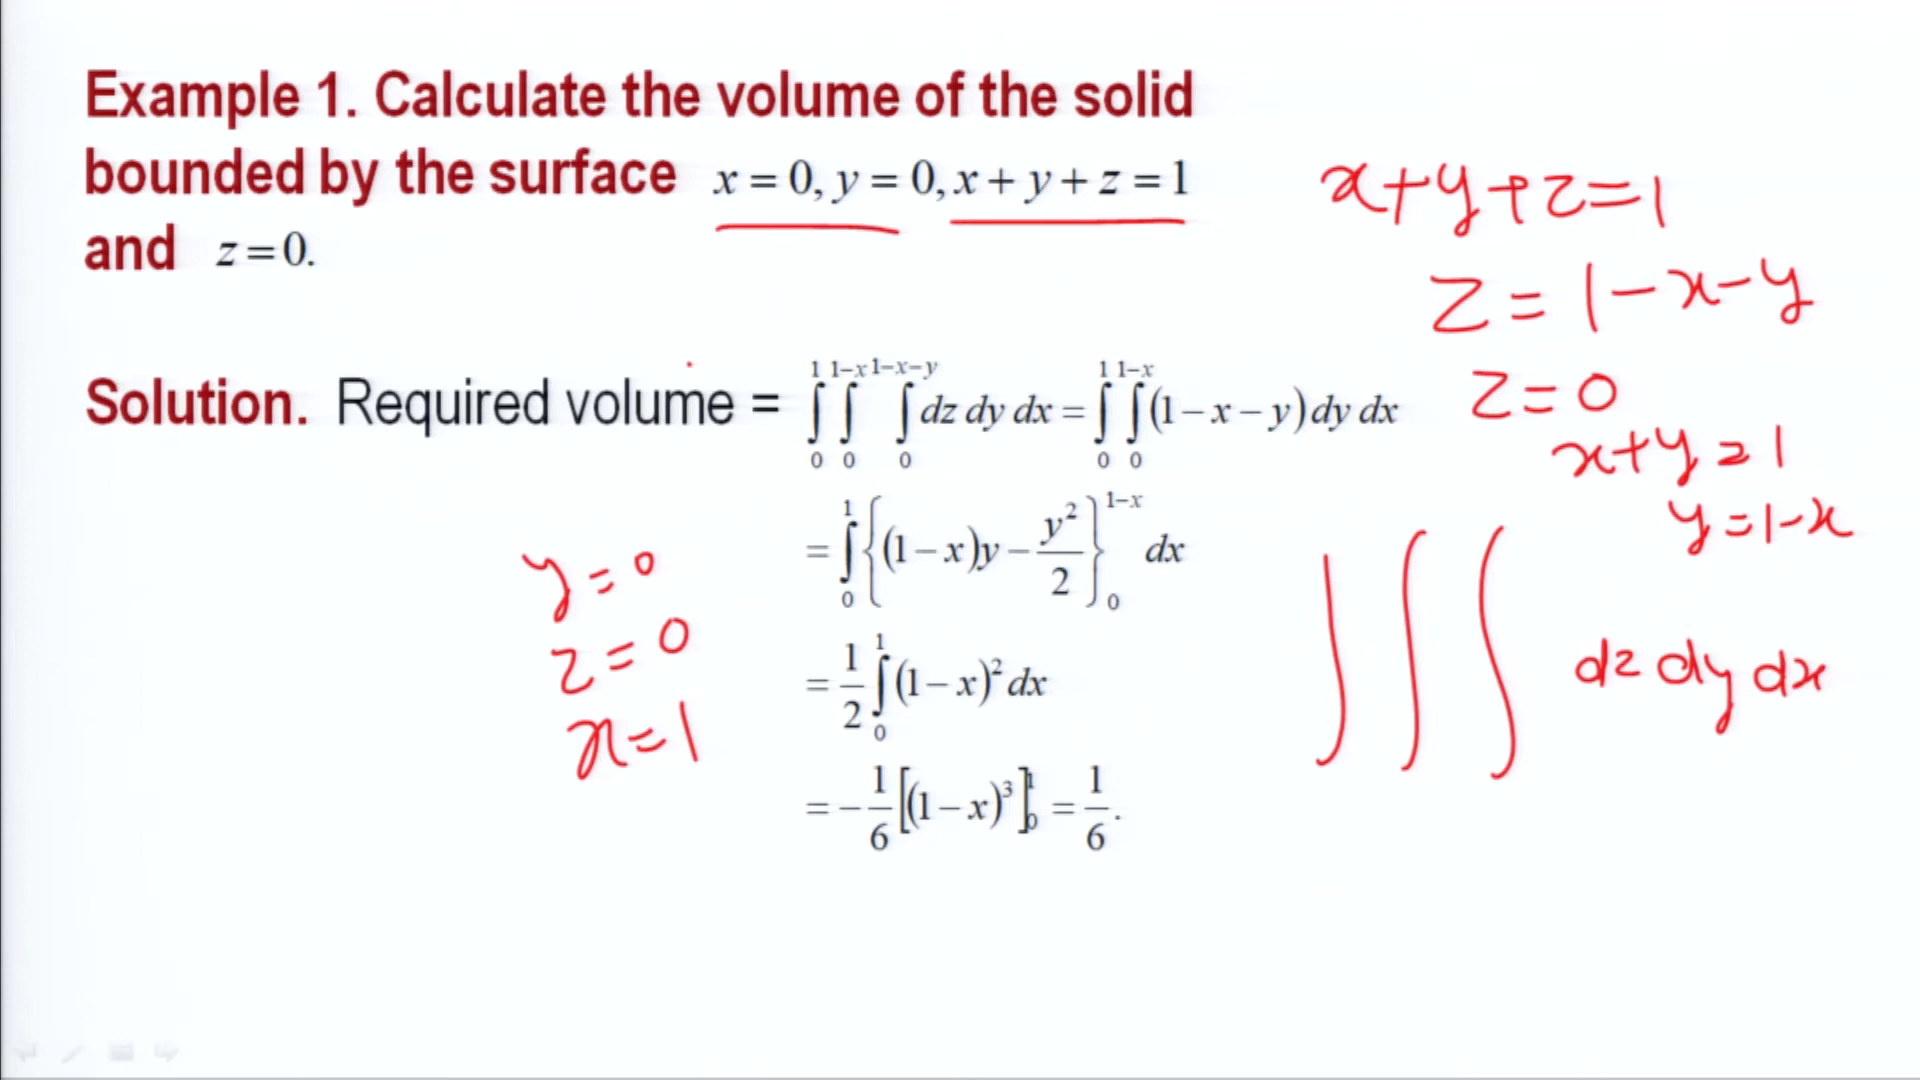 Example 1. Calculate the volume of the solid
bounded by the surface x = 0, y = 0, x + y + z = 1
and z = 0.
Solution. Required volume = ∫₀¹ ∫₀^(1−x) ∫₀^(1−x−y) dz dy dx = ∫₀¹ ∫₀^(1−x) (1 − x − y) dy dx
= ∫₀¹ {(1 − x)y − y²/2}₀^(1−x) dx
= 1/2 ∫₀¹ (1 − x)² dx
= −1/6 [(1 − x)³]₀¹ = 1/6.
x+y+z=1
z = 1-x-y
z=0
x+y=1
y=1-x
∫∫∫ dz dy dx
y=0
z=0
x=1